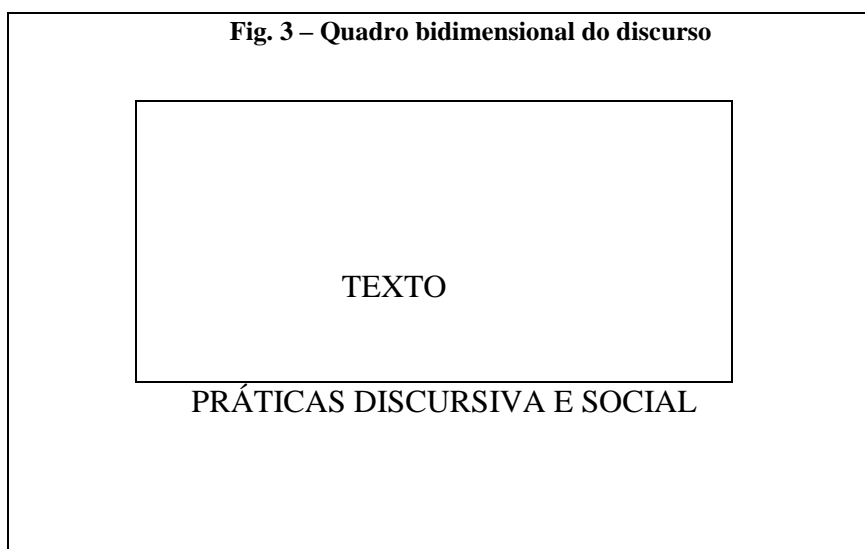 Fig. 3 – Quadro bidimensional do discurso
TEXTO
PRÁTICAS DISCURSIVA E SOCIAL